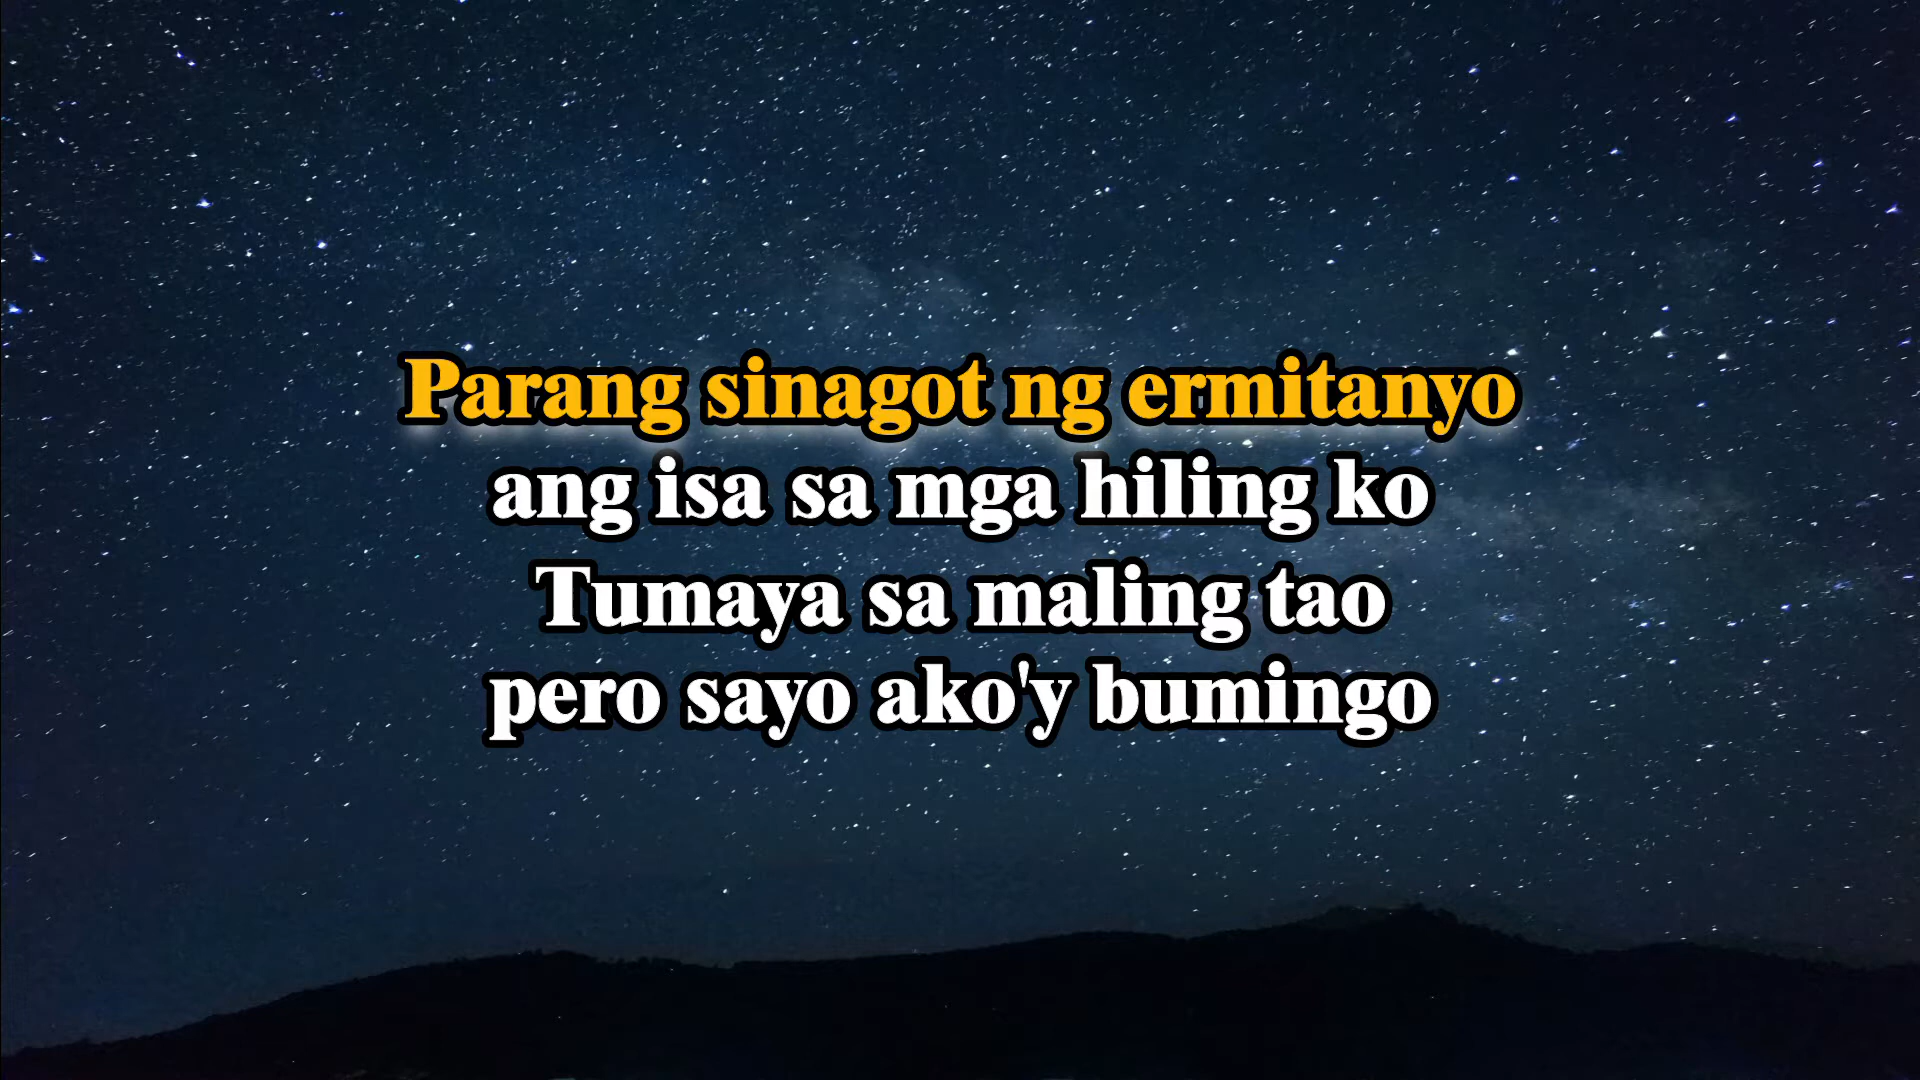 Parang sinagot ng ermitanyo
ang isa sa mga hiling ko
Tumaya sa maling tao
pero sayo ako'y bumingo